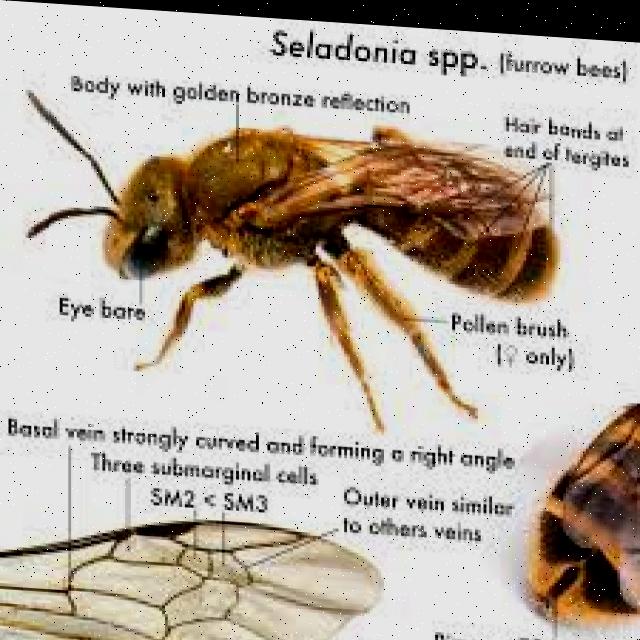 Seladonia spp. (furrow bees)
Body with golden bronze reflection
Hair bands at
end of tergites
Eye bare
Pollen brush
(♀ only)
Basal vein strongly curved and forming a right angle
Three submarginal cells
SM2 < SM3
Outer vein similar
to others veins